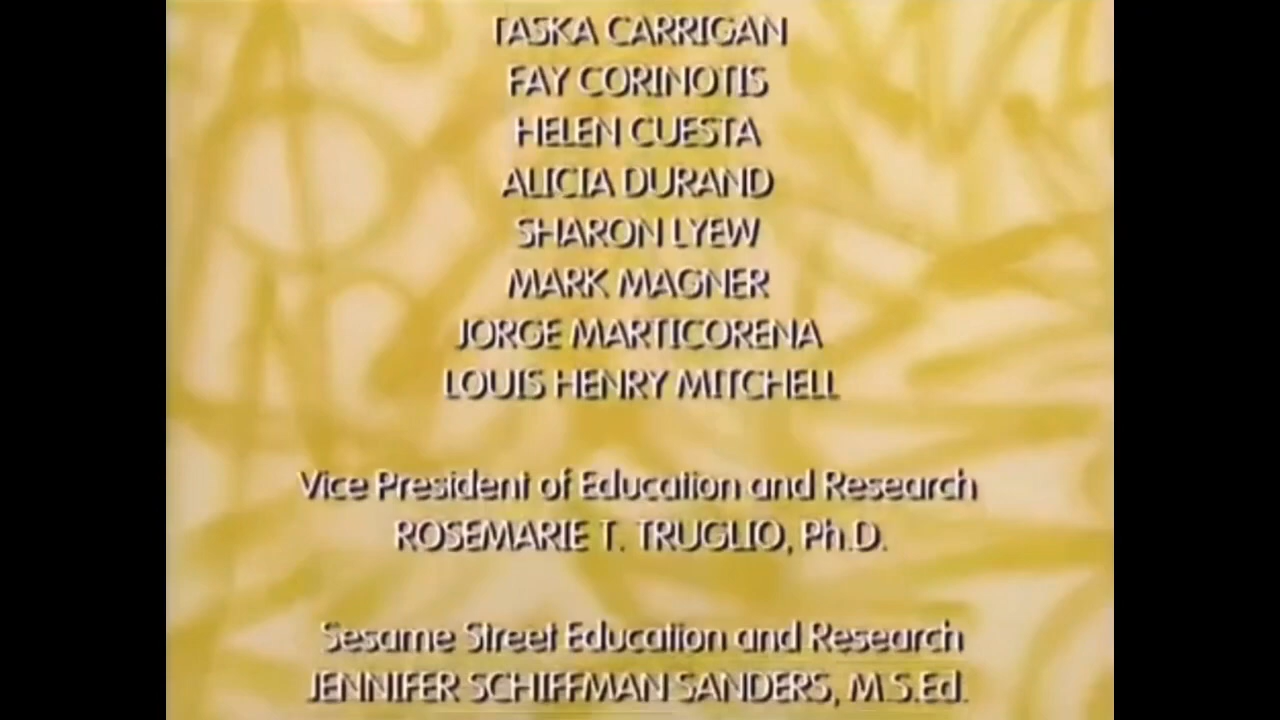 TASKA CARRIGAN
FAY CORINOTIS
HELEN CUESTA
ALICIA DURAND
SHARON LYEW
MARK MAGNER
JORGE MARTICORENA
LOUIS HENRY MITCHELL
Vice President of Education and Research
ROSEMARIE T. TRUGLIO, Ph.D.
Sesame Street Education and Research
JENNIFER SCHIFFMAN SANDERS, M.S.Ed.